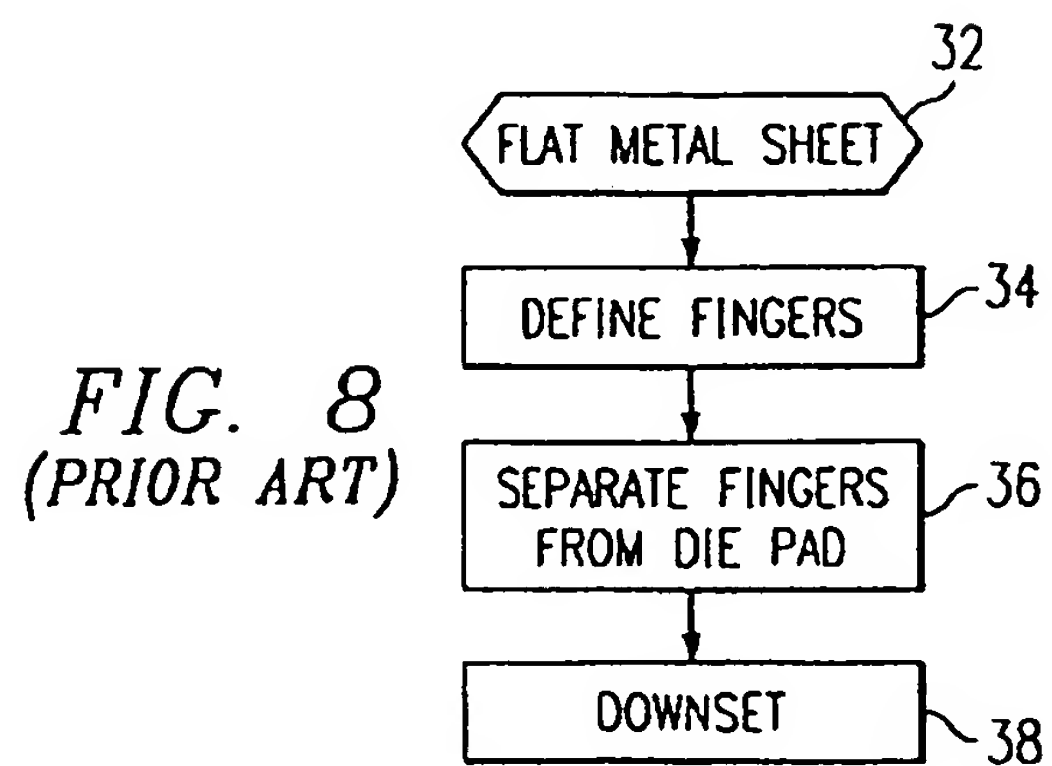 32
FLAT METAL SHEET
34
DEFINE FINGERS
FIG. 8
(PRIOR ART)
36
SEPARATE FINGERS
FROM DIE PAD
DOWNSET
38